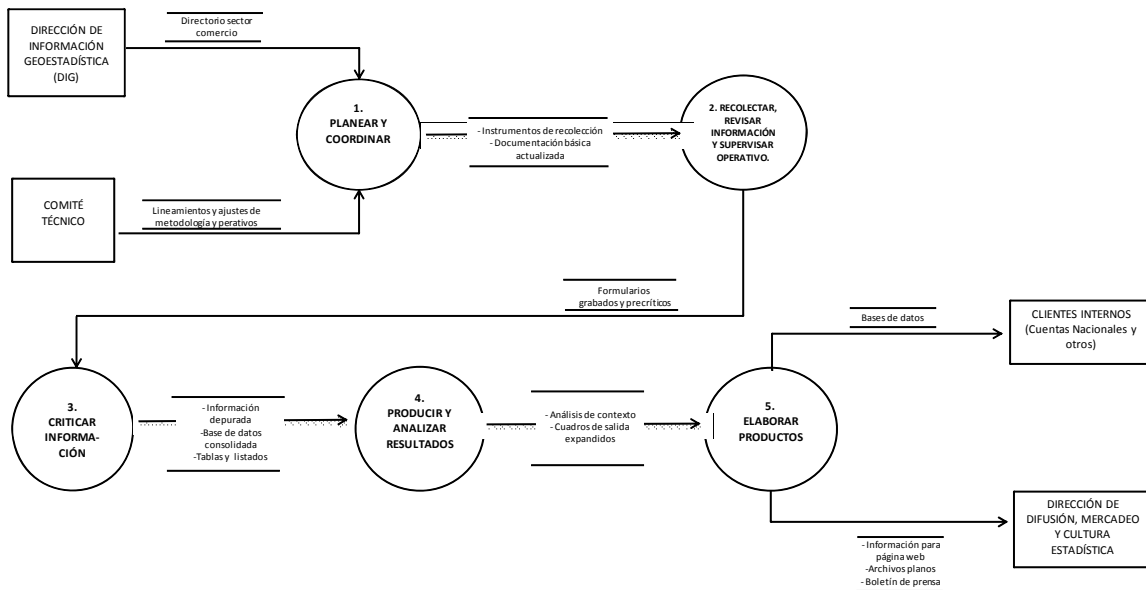 DIRECCIÓN DE
INFORMACIÓN
GEOESTADÍSTICA
(DIG)
Directorio sector
comercio
1.
PLANEAR Y
COORDINAR
- Instrumentos de recolección
- Documentación básica
actualizada
2. RECOLECTAR,
REVISAR
INFORMACIÓN
Y SUPERVISAR
OPERATIVO.
COMITÉ
TÉCNICO
Lineamientos y ajustes de
metodología y perativos
Formularios
grabados y precríticos
Bases de datos
CLIENTES INTERNOS
(Cuentas Nacionales y
otros)
3.
CRITICAR
INFORMA-
CIÓN
- Información
depurada
-Base de datos
consolidada
-Tablas y listados
4.
PRODUCIR Y
ANALIZAR
RESULTADOS
- Análisis de contexto
- Cuadros de salida
expandidos
5.
ELABORAR
PRODUCTOS
DIRECCIÓN DE
DIFUSIÓN, MERCADEO
Y CULTURA
ESTADÍSTICA
- Información para
página web
- Archivos planos
- Boletín de prensa